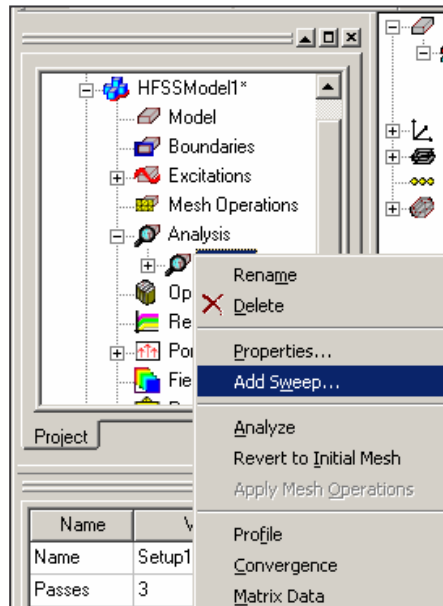 HFSSModel1*
Model
Boundaries
Excitations
Mesh Operations
Analysis
Op
Re
Por
Fie
Project
Rename
Delete
Properties...
Add Sweep...
Analyze
Revert to Initial Mesh
Apply Mesh Operations
Profile
Convergence
Matrix Data
Name
Name Setup1
Passes 3